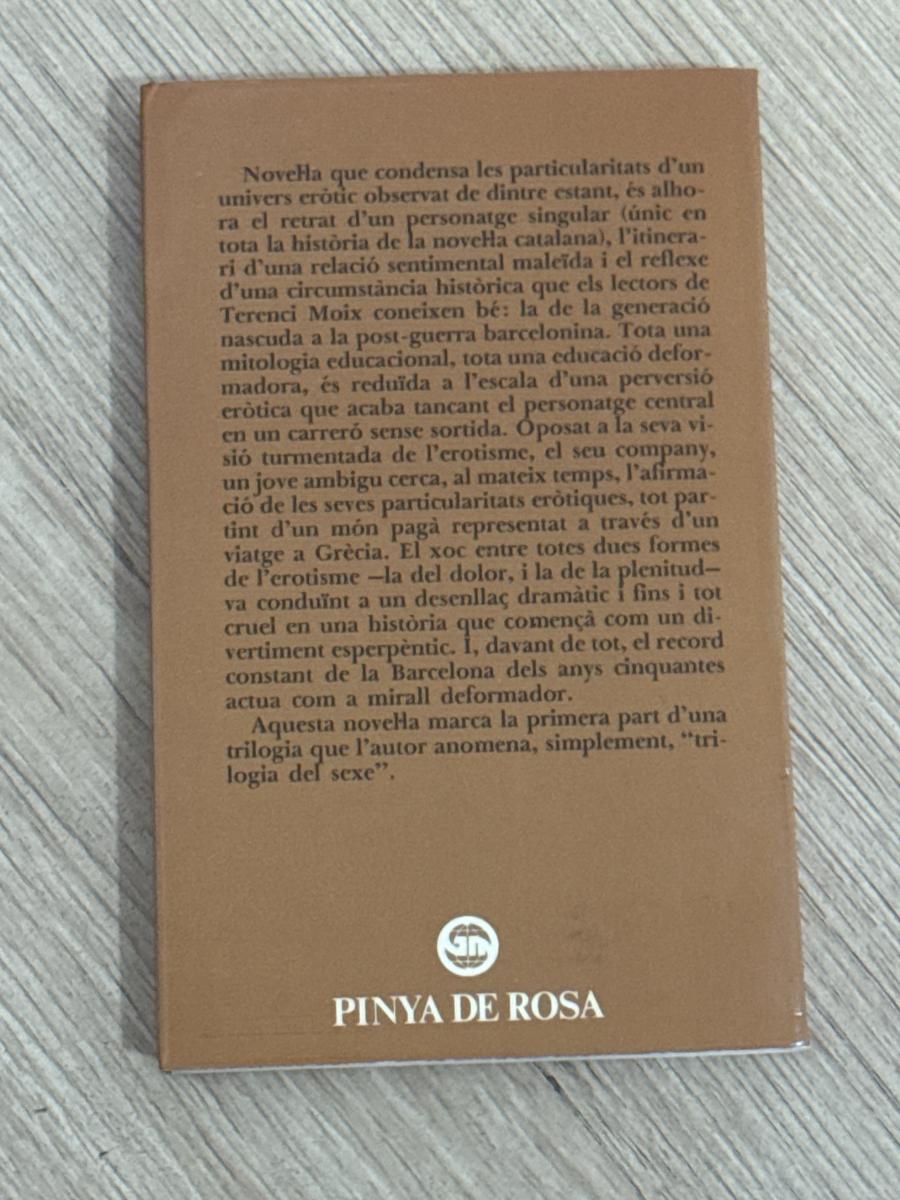 Novel·la que condensa les particularitats d'un
univers eròtic observat de dintre estant, és alho-
ra el retrat d'un personatge singular (únic en
tota la història de la novel·la catalana), l'itinera-
ri d'una relació sentimental maleïda i el reflexe
d'una circumstància històrica que els lectors de
Terenci Moix coneixen bé: la de la generació
nascuda a la post-guerra barcelonina. Tota una
mitologia educacional, tota una educació defor-
madora, és reduïda a l'escala d'una perversió
eròtica que acaba tancant el personatge central
en un carreró sense sortida. Oposat a la seva vi-
sió turmentada de l'erotisme, el seu company,
un jove ambigu cerca, al mateix temps, l'afirma-
ció de les seves particularitats eròtiques, tot par-
tint d'un món pagà representat a través d'un
viatge a Grècia. El xoc entre totes dues formes
de l'erotisme —la del dolor, i la de la plenitud—
va conduïnt a un desenllaç dramàtic i fins i tot
cruel en una història que començà com un di-
vertiment esperpèntic. I, davant de tot, el record
constant de la Barcelona dels anys cinquantes
actua com a mirall deformador.
Aquesta novel·la marca la primera part d'una
trilogia que l'autor anomena, simplement, “tri-
logia del sexe”.
PINYA DE ROSA